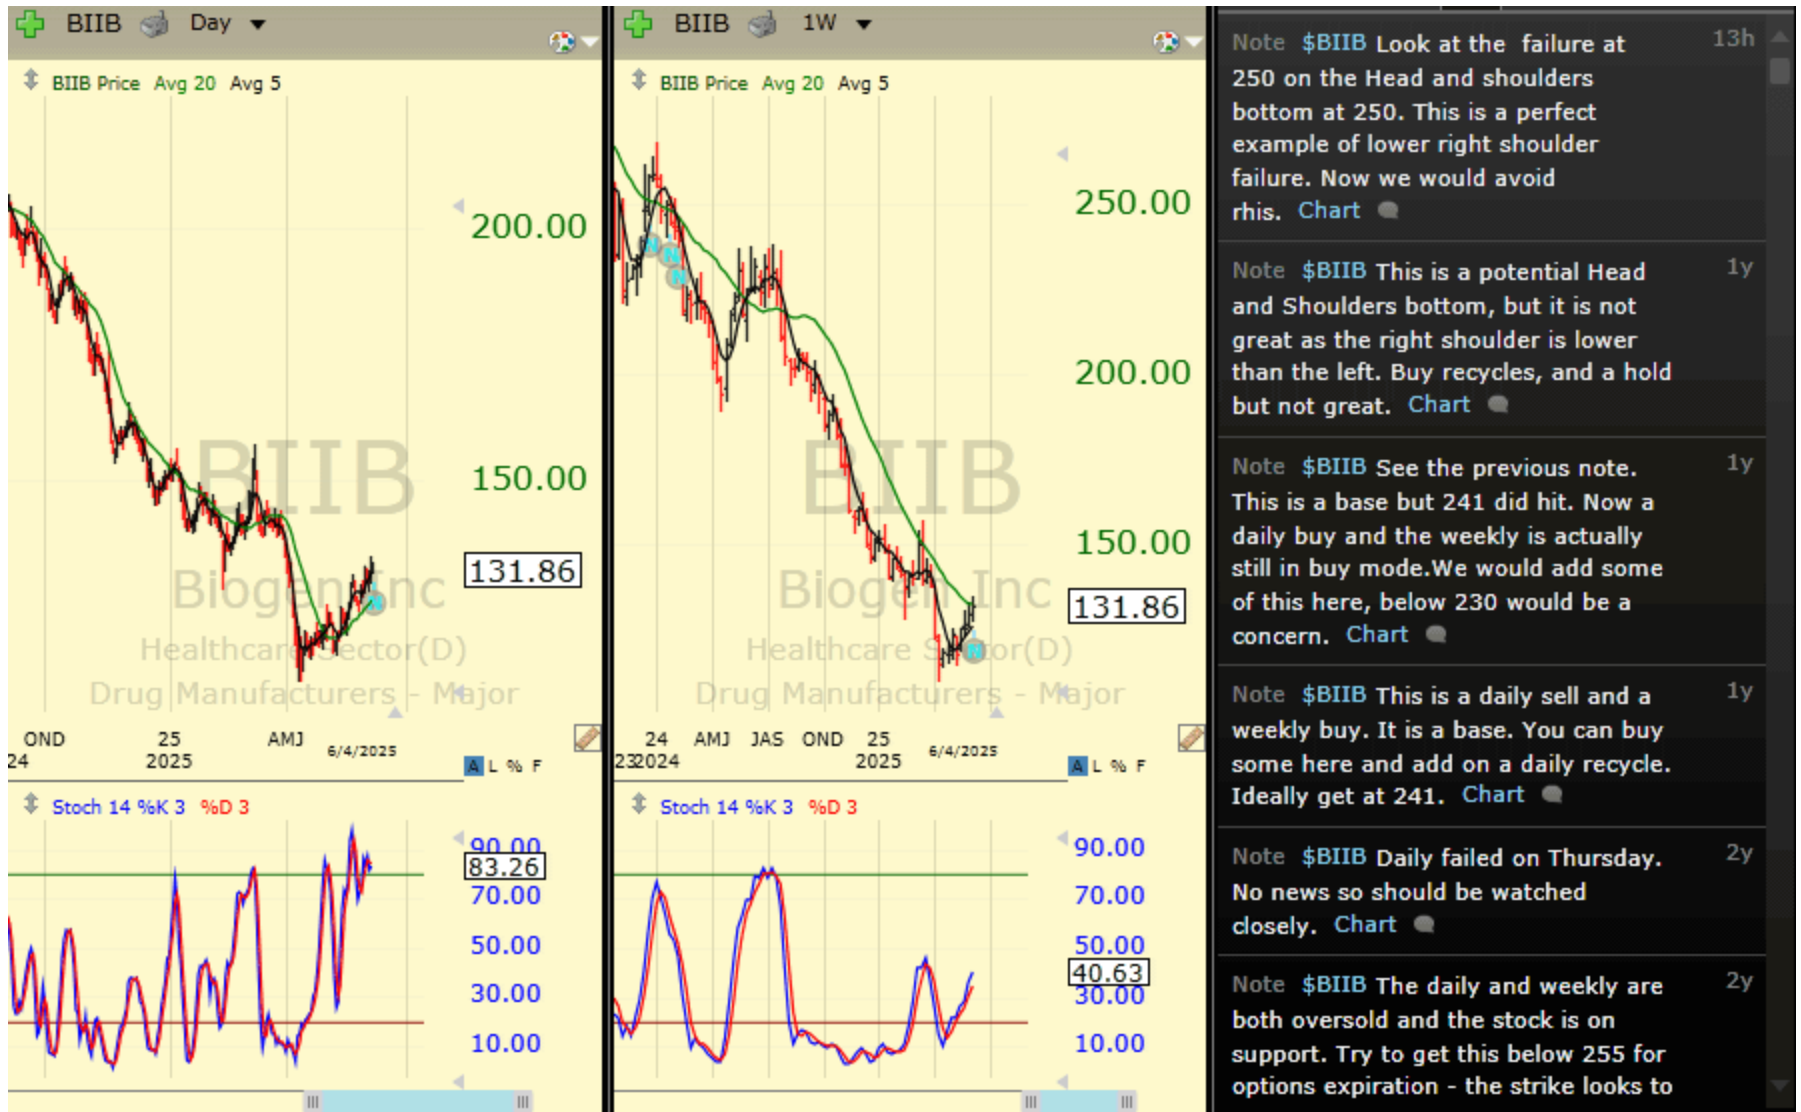 BIIB Day
BIIB Price Avg 20 Avg 5
200.00
150.00
131.86
BIIB
Biogen Inc
Healthcare Sector(D)
Drug Manufacturers - Major
OND 25 AMJ 6/4/2025
24 2025
A L % F
Stoch 14 %K 3 %D 3
90.00
83.26
70.00
50.00
30.00
10.00
BIIB 1W
BIIB Price Avg 20 Avg 5
N
N
N
250.00
200.00
150.00
131.86
BIIB
Biogen Inc
Healthcare Sector(D)
Drug Manufacturers - Major
N
24 AMJ JAS OND 25 6/4/2025
23 2024 2025
A L % F
Stoch 14 %K 3 %D 3
90.00
70.00
50.00
40.63
30.00
10.00
Note $BIIB Look at the failure at 13h
250 on the Head and shoulders
bottom at 250. This is a perfect
example of lower right shoulder
failure. Now we would avoid
rhis. Chart
Note $BIIB This is a potential Head 1y
and Shoulders bottom, but it is not
great as the right shoulder is lower
than the left. Buy recycles, and a hold
but not great. Chart
Note $BIIB See the previous note. 1y
This is a base but 241 did hit. Now a
daily buy and the weekly is actually
still in buy mode.We would add some
of this here, below 230 would be a
concern. Chart
Note $BIIB This is a daily sell and a 1y
weekly buy. It is a base. You can buy
some here and add on a daily recycle.
Ideally get at 241. Chart
Note $BIIB Daily failed on Thursday. 2y
No news so should be watched
closely. Chart
Note $BIIB The daily and weekly are 2y
both oversold and the stock is on
support. Try to get this below 255 for
options expiration - the strike looks to